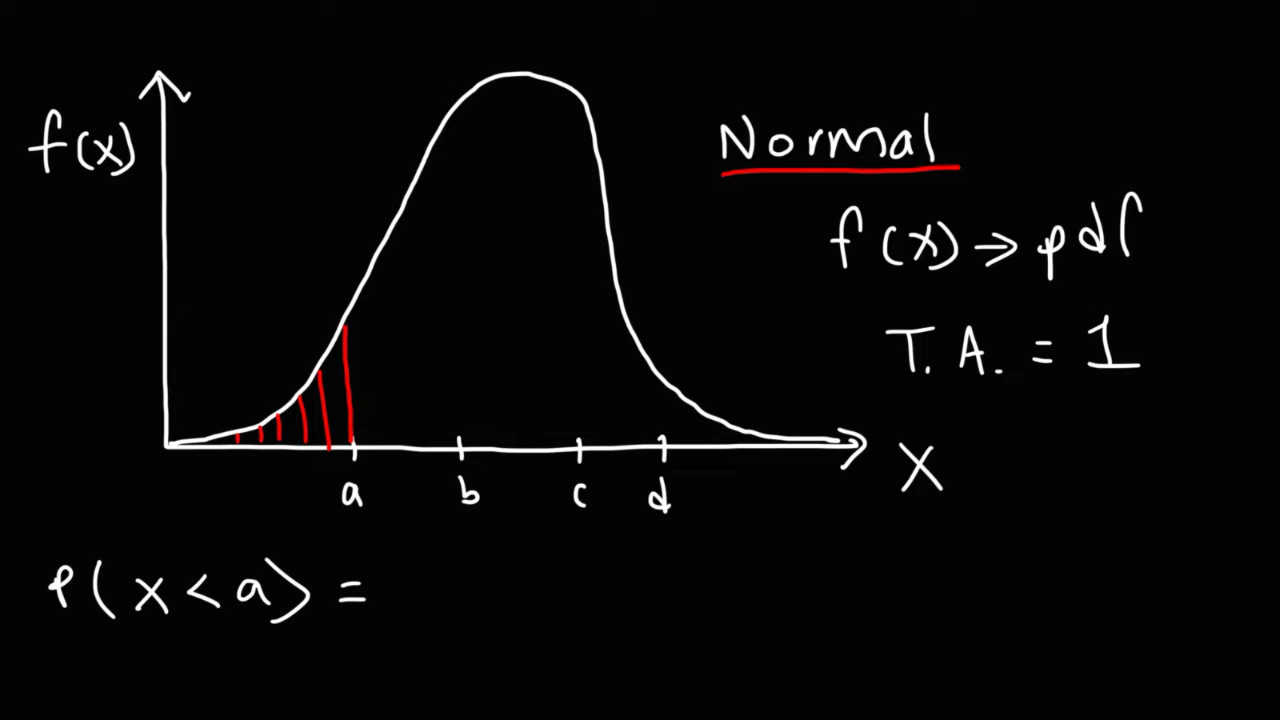 f(x)
Normal
f(x) → pdf
T. A. = 1
a b c d
X
P(x < a) =